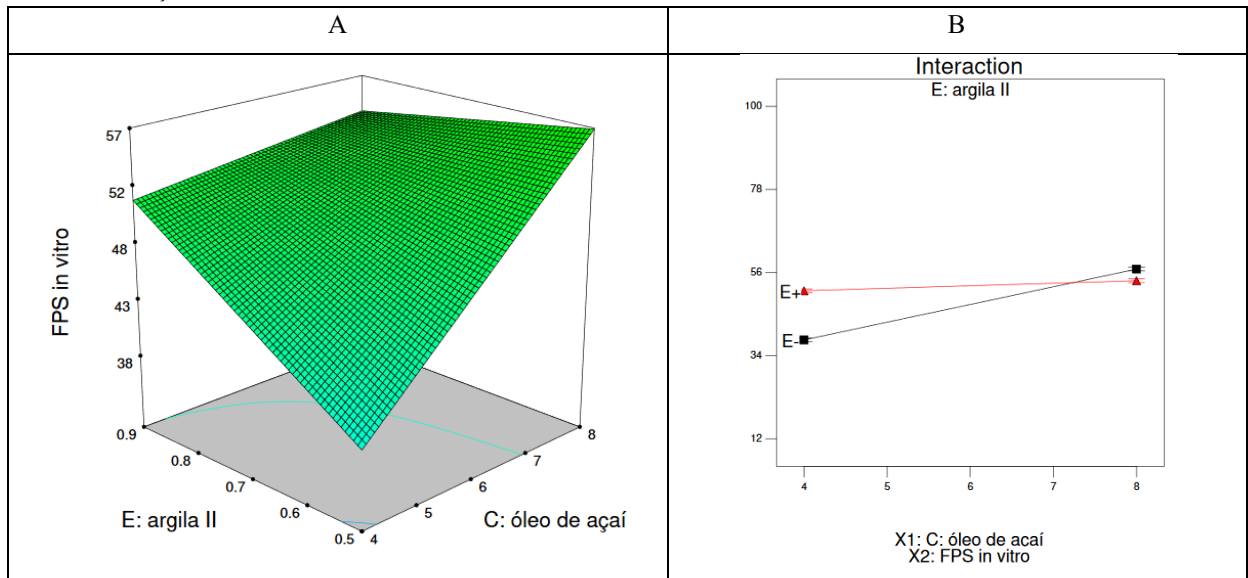 A
B
57
52
48
43
38
FPS in vitro
0.9
0.8
0.7
0.6
0.5
4
5
6
7
8
E: argila II
C: óleo de açaí
Interaction
E: argila II
100
78
56
34
12
E+
E-
4 5 6 7 8
X1: C: óleo de açaí
X2: FPS in vitro